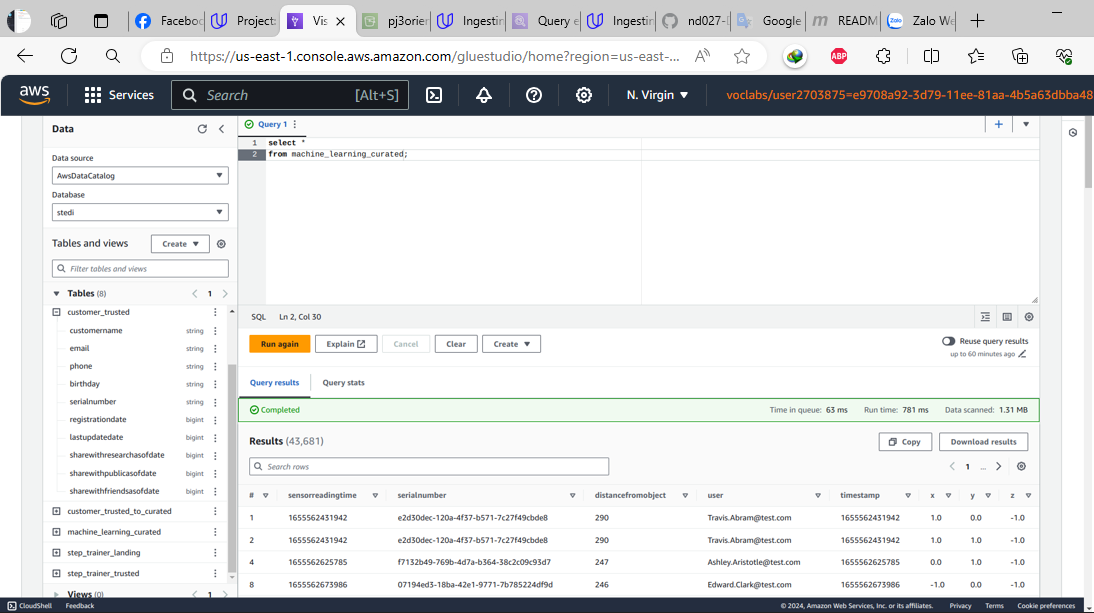 Facebo
Project
Vis
pj3orier
Ingestin
Query e
Ingestin
nd027-
Google
README
Zalo We
https://us-east-1.console.aws.amazon.com/gluestudio/home?region=us-east-...
aws
Services
Search
[Alt+S]
N. Virgin
voclabs/user2703875=e9708a92-3d79-11ee-81aa-4b5a63dbba48
Data
Data source
AwsDataCatalog
Database
stedi
Tables and views
Create
Filter tables and views
Tables (8)
1
customer_trusted
customername string
email string
phone string
birthday string
serialnumber string
registrationdate bigint
lastupdatedate bigint
sharewithresearchasofdate bigint
sharewithpublicasofdate bigint
sharewithfriendsasofdate bigint
customer_trusted_to_curated
machine_learning_curated
step_trainer_landing
step_trainer_trusted
Views (0)
1
Query 1
1 select *
2 from machine_learning_curated;
SQL Ln 2, Col 30
Run again
Explain
Cancel
Clear
Create
Reuse query results
up to 60 minutes ago
Query results
Query stats
Completed
Time in queue: 63 ms
Run time: 781 ms
Data scanned: 1.31 MB
Results (43,681)
Copy
Download results
Search rows
1 ...
# sensorreadingtime serialnumber distancefromobject user timestamp x y z
1 1655562431942 e2d30dec-120a-4f37-b571-7c27f49cbde8 290 Travis.Abram@test.com 1655562431942 1.0 0.0 -1.0
2 1655562431942 e2d30dec-120a-4f37-b571-7c27f49cbde8 290 Travis.Abram@test.com 1655562431942 1.0 0.0 -1.0
4 1655562625785 f7132b49-769b-4d7a-b364-38c2c09c93d7 247 Ashley.Aristotle@test.com 1655562625785 0.0 1.0 -1.0
8 1655562673986 07194ed3-18ba-42e1-9771-7b785224df9d 246 Edward.Clark@test.com 1655562673986 -1.0 0.0 -1.0
CloudShell
Feedback
© 2024, Amazon Web Services, Inc. or its affiliates.
Privacy
Terms
Cookie preferences